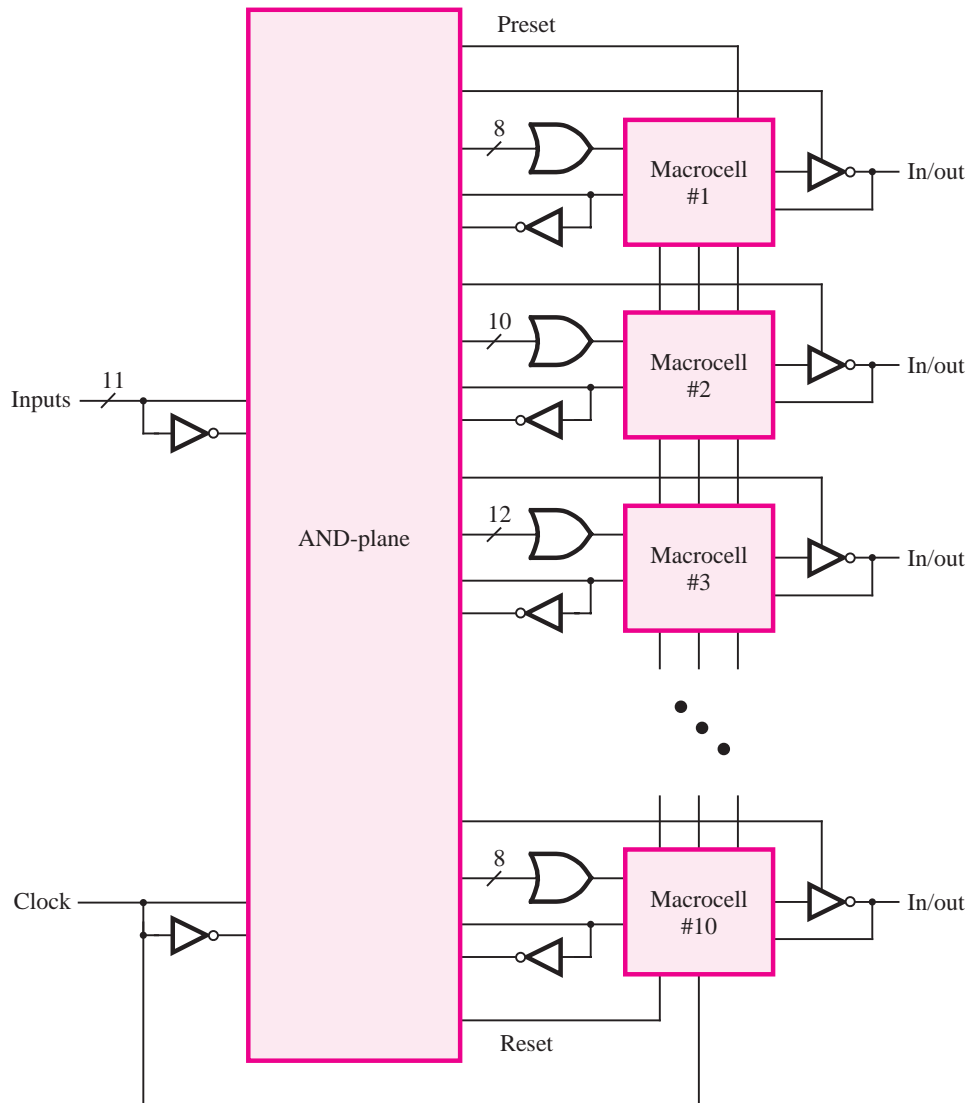 Preset
8
Macrocell
#1
In/out
10
Macrocell
#2
In/out
11
Inputs
12
AND-plane
Macrocell
#3
In/out
8
Clock
Macrocell
#10
In/out
Reset